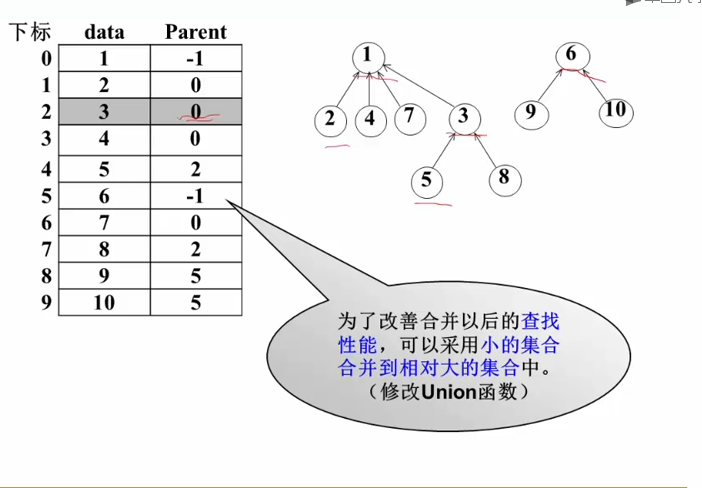 下标 data Parent
0 1 -1
1 2 0
2 3 0
3 4 0
4 5 2
5 6 -1
6 7 0
7 8 2
8 9 5
9 10 5
1 6
2 4 7 3 9 10
5 8
为了改善合并以后的查找
性能，可以采用小的集合
合并到相对大的集合中。
（修改Union函数）